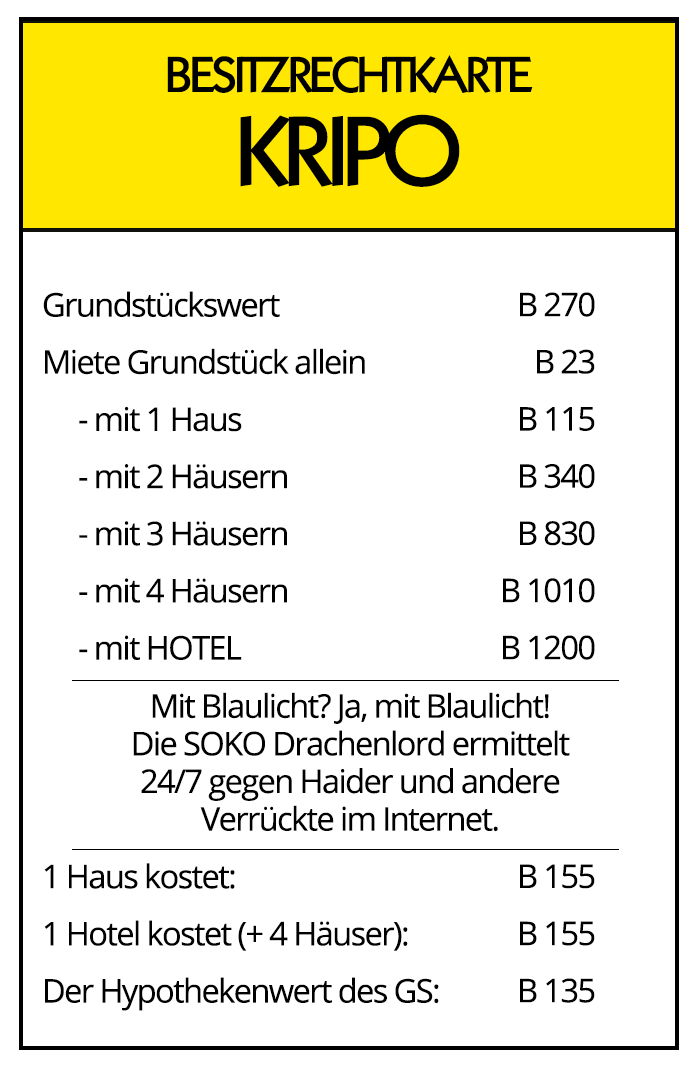 BESITZRECHTKARTE
KRIPO
Grundstückswert B 270
Miete Grundstück allein B 23
- mit 1 Haus B 115
- mit 2 Häusern B 340
- mit 3 Häusern B 830
- mit 4 Häusern B 1010
- mit HOTEL B 1200
Mit Blaulicht? Ja, mit Blaulicht!
Die SOKO Drachenlord ermittelt
24/7 gegen Haider und andere
Verrückte im Internet.
1 Haus kostet: B 155
1 Hotel kostet (+ 4 Häuser): B 155
Der Hypothekenwert des GS: B 135